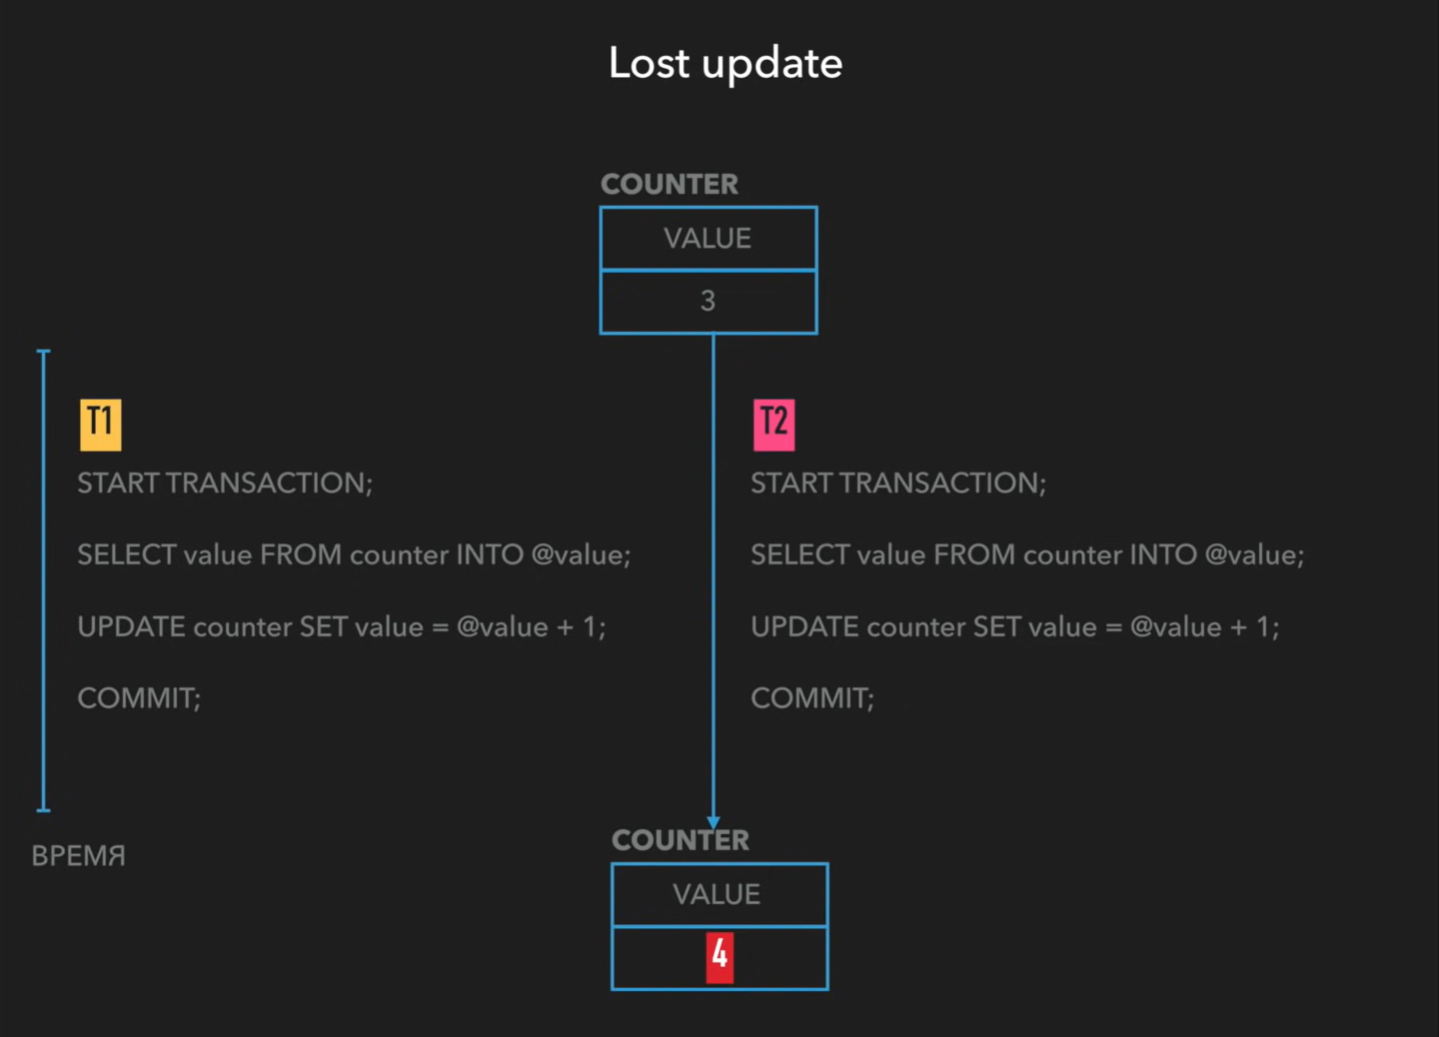 Lost update
COUNTER
VALUE
3
T1
START TRANSACTION;
SELECT value FROM counter INTO @value;
UPDATE counter SET value = @value + 1;
COMMIT;
T2
START TRANSACTION;
SELECT value FROM counter INTO @value;
UPDATE counter SET value = @value + 1;
COMMIT;
ВРЕМЯ
COUNTER
VALUE
4